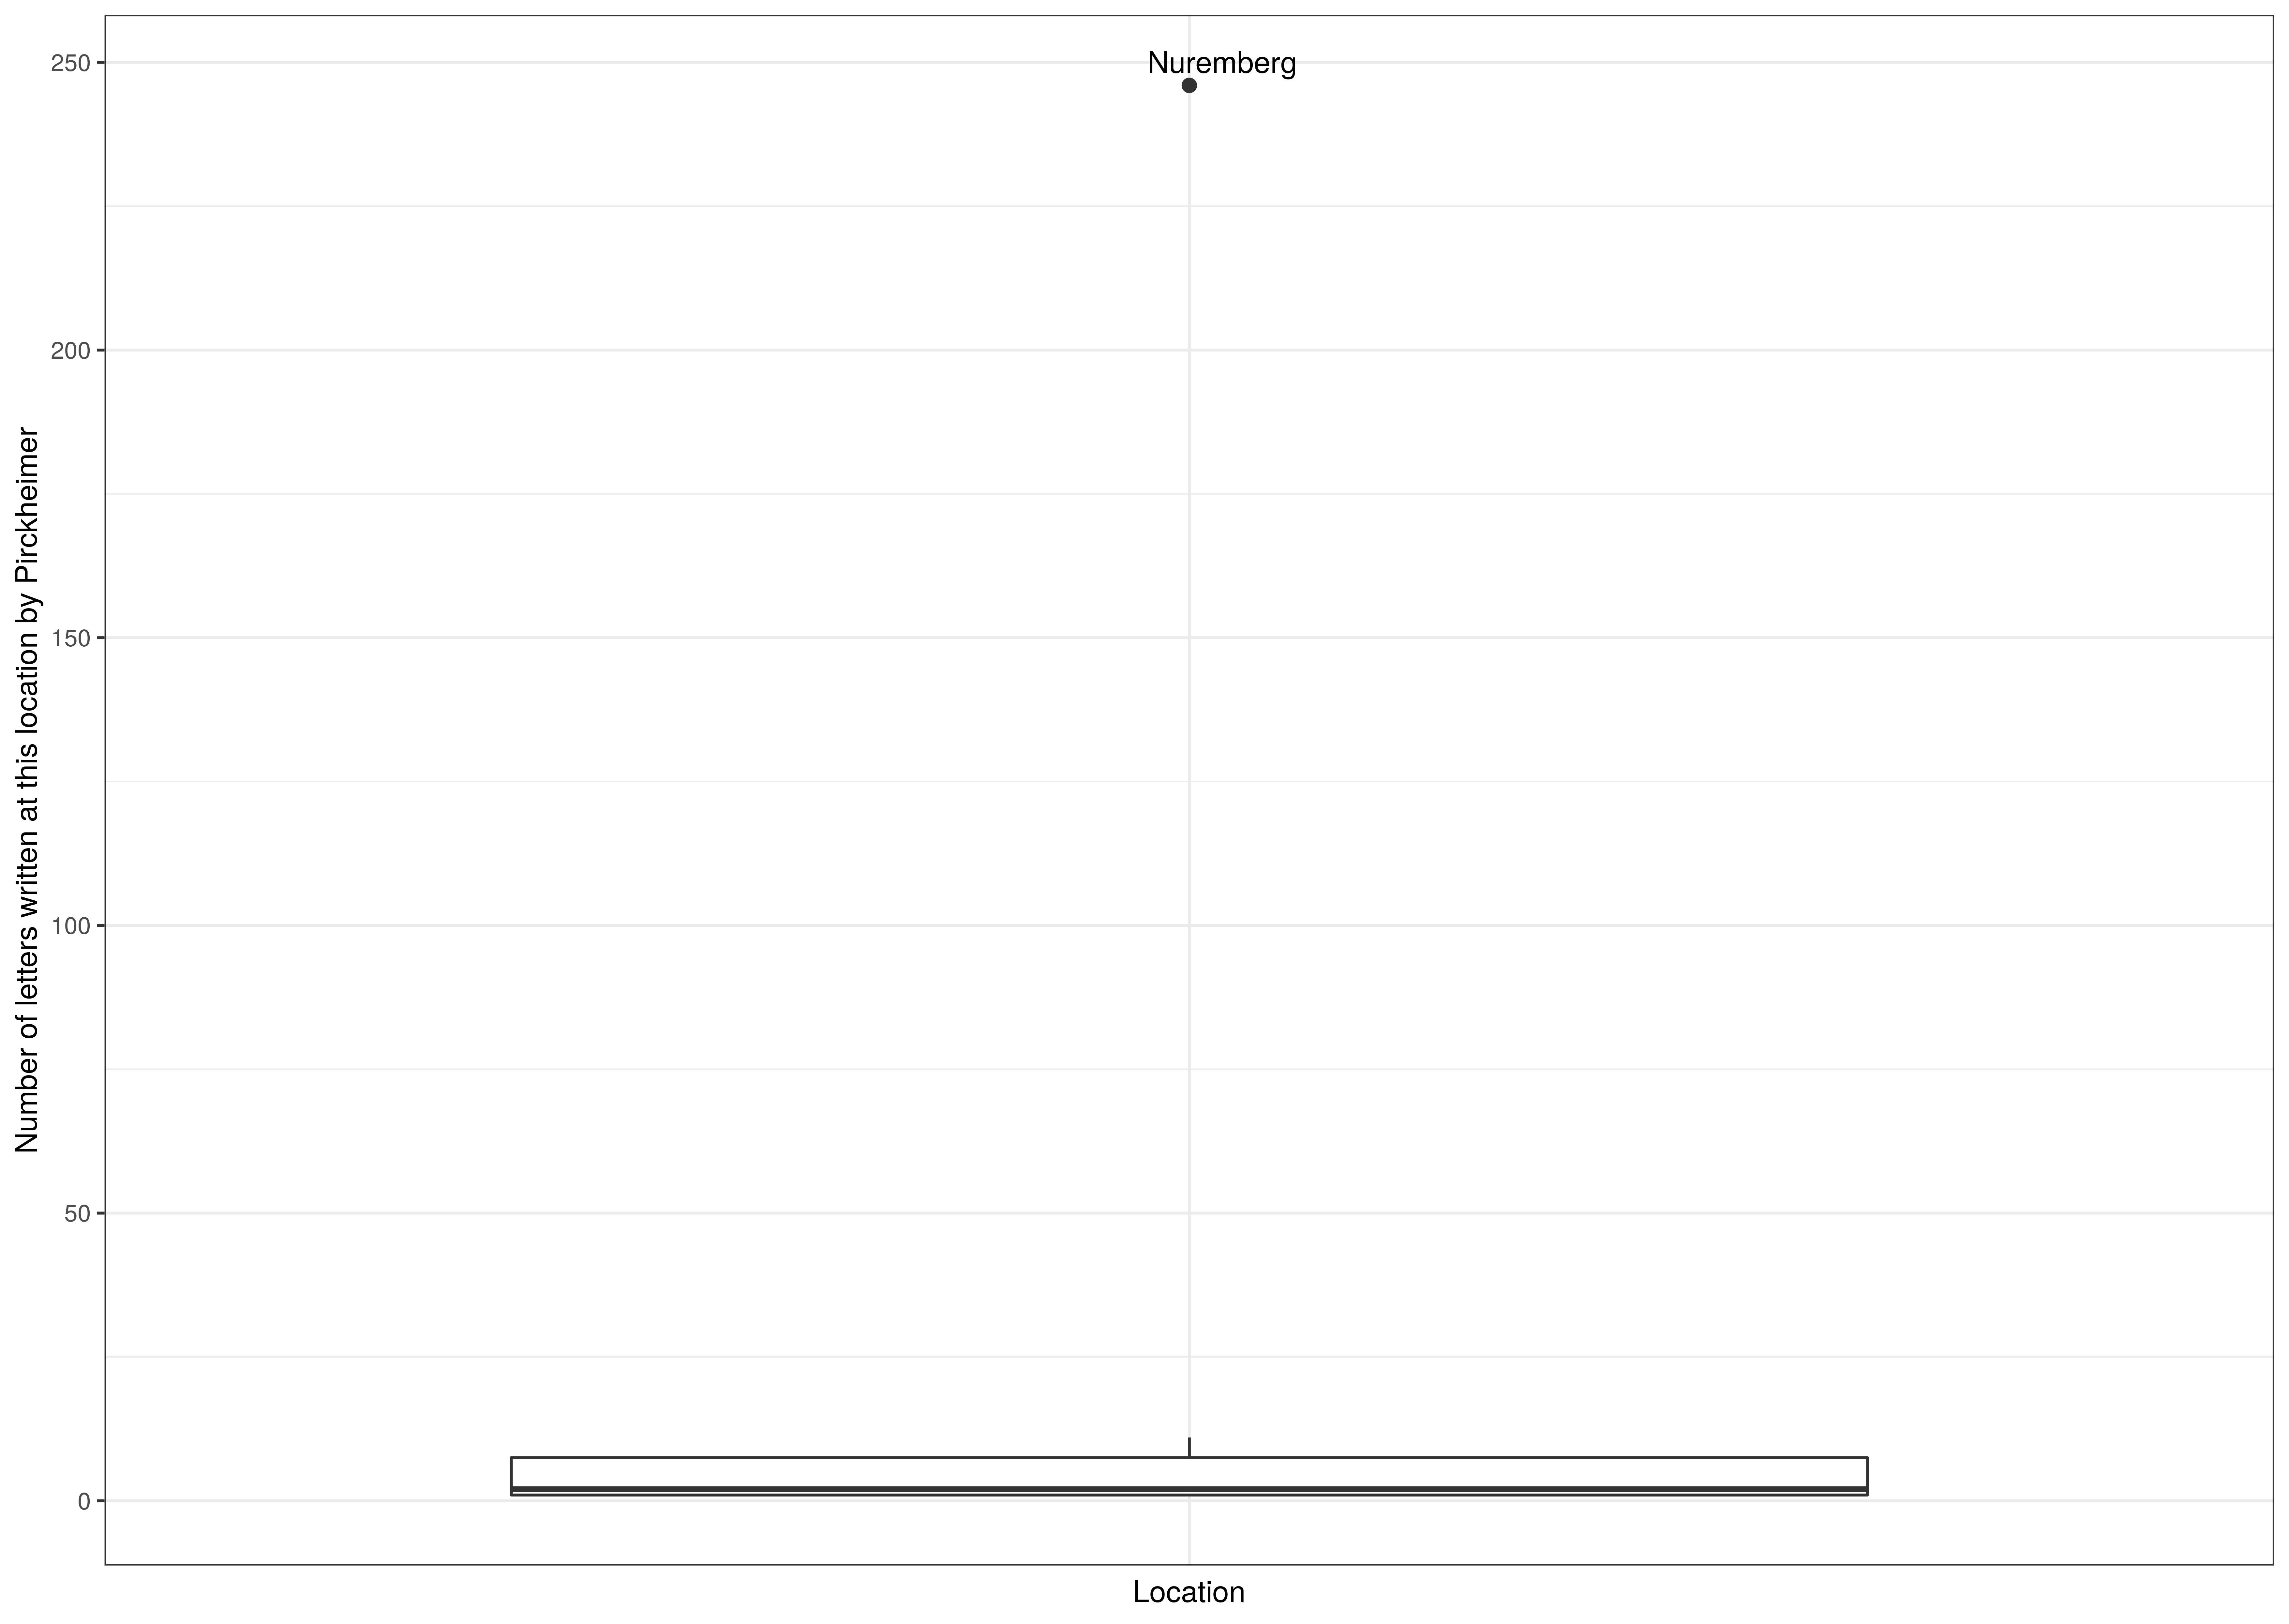 Number of letters written at this location by Pirckheimer
250
200
150
100
50
0
Nuremberg
Location